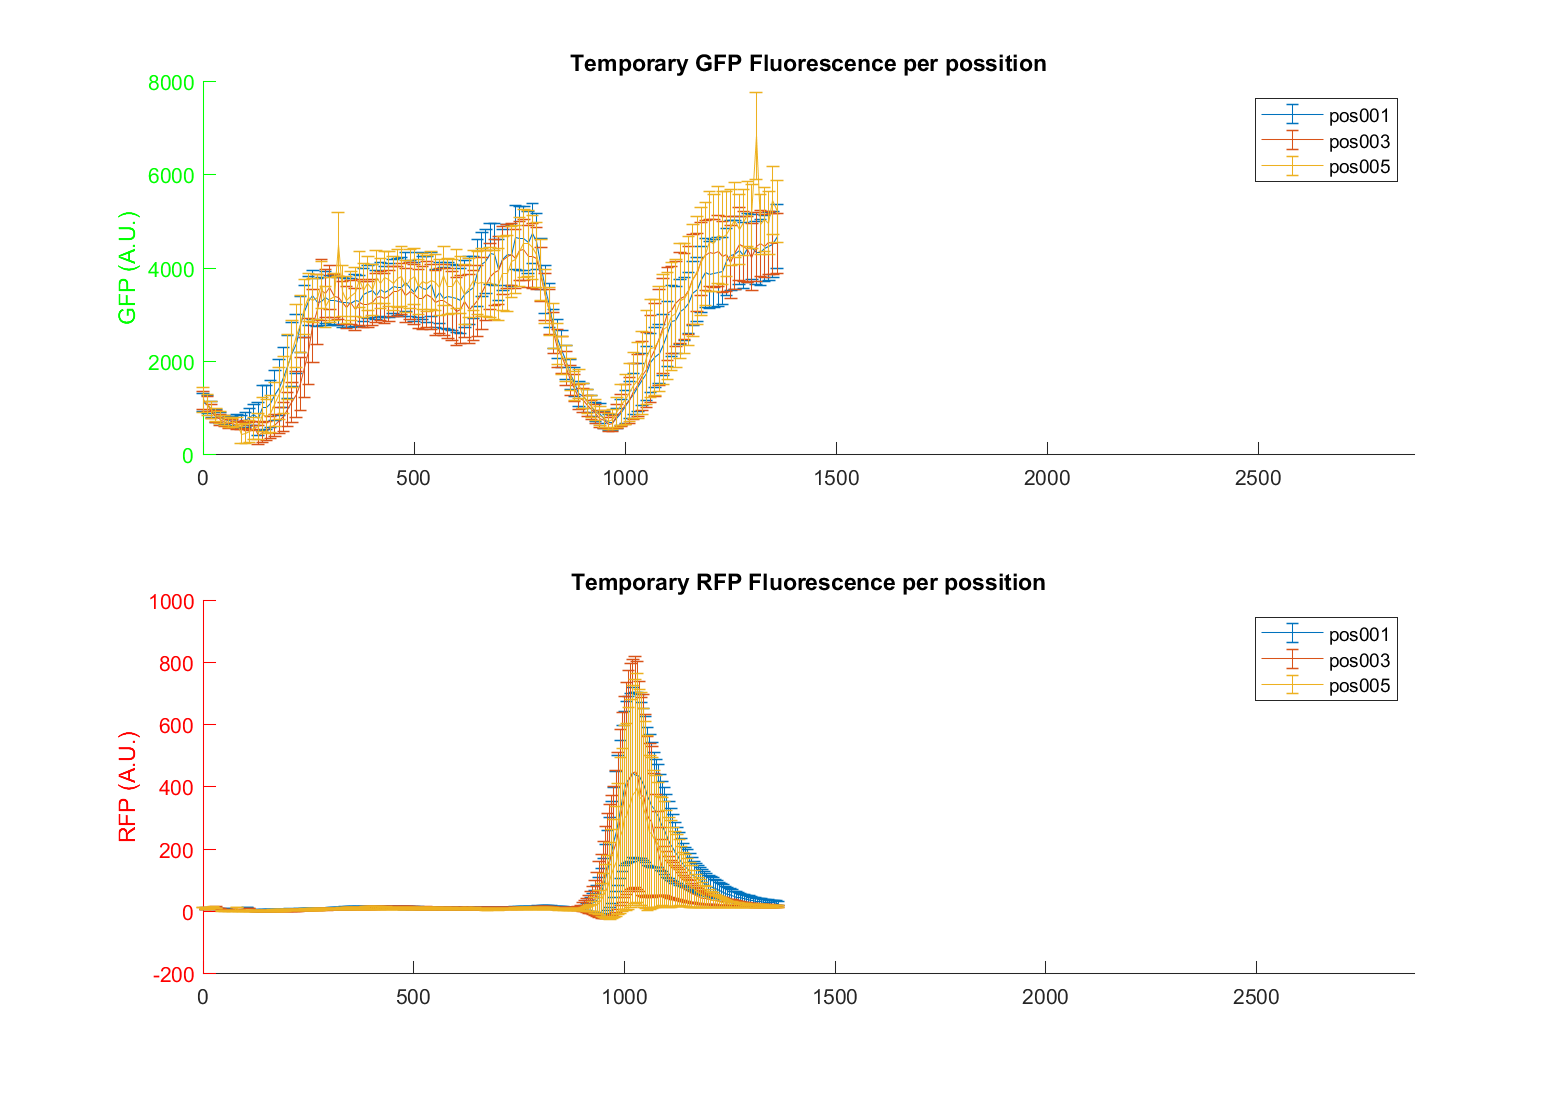 Temporary GFP Fluorescence per possition
8000
6000
4000
2000
0
GFP (A.U.)
pos001
pos003
pos005
0 500 1000 1500 2000 2500
Temporary RFP Fluorescence per possition
1000
800
600
400
200
0
-200
RFP (A.U.)
pos001
pos003
pos005
0 500 1000 1500 2000 2500